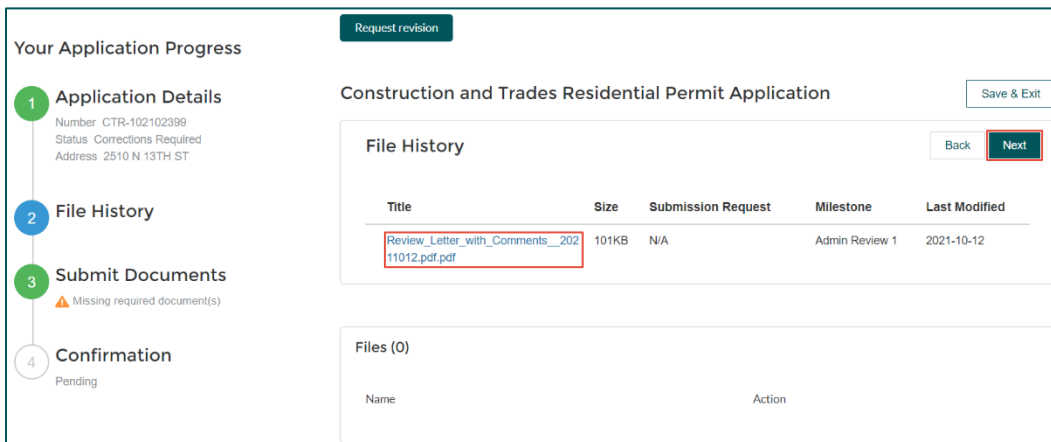 Request revision
Your Application Progress
1
Application Details
Number CTR-102102399
Status Corrections Required
Address 2510 N 13TH ST
2
File History
3
Submit Documents
Missing required document(s)
4
Confirmation
Pending
Construction and Trades Residential Permit Application
Save & Exit
File History
Back
Next
Title Size Submission Request Milestone Last Modified
Review_Letter_with_Comments__202 101KB N/A Admin Review 1 2021-10-12
11012.pdf.pdf
Files (0)
Name Action